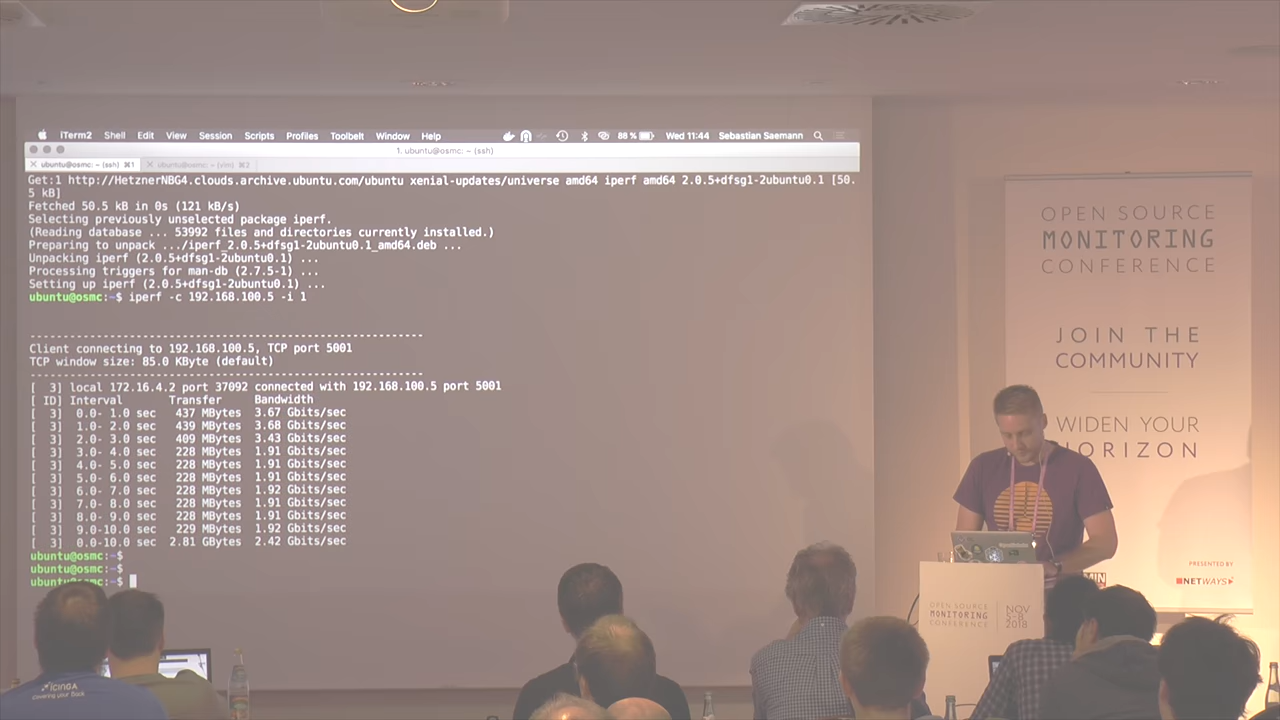 iTerm2 Shell Edit View Session Scripts Profiles Toolbelt Window Help 88 % Wed 11:44 Sebastian Saemann
1. ubuntu@osmc: ~ (ssh)
ubuntu@osmc: ~ (ssh) ⌘1 ubuntu@osmc: ~ (vim) ⌘2
Get:1 http://HetznerNBG4.clouds.archive.ubuntu.com/ubuntu xenial-updates/universe amd64 iperf amd64 2.0.5+dfsg1-2ubuntu0.1 [50.
5 kB]
Fetched 50.5 kB in 0s (121 kB/s)
Selecting previously unselected package iperf.
(Reading database ... 53992 files and directories currently installed.)
Preparing to unpack .../iperf_2.0.5+dfsg1-2ubuntu0.1_amd64.deb ...
Unpacking iperf (2.0.5+dfsg1-2ubuntu0.1) ...
Processing triggers for man-db (2.7.5-1) ...
Setting up iperf (2.0.5+dfsg1-2ubuntu0.1) ...
ubuntu@osmc:~$ iperf -c 192.168.100.5 -i 1
------------------------------------------------------------
Client connecting to 192.168.100.5, TCP port 5001
TCP window size: 85.0 KByte (default)
------------------------------------------------------------
[ 3] local 172.16.4.2 port 37092 connected with 192.168.100.5 port 5001
[ ID] Interval Transfer Bandwidth
[ 3] 0.0- 1.0 sec 437 MBytes 3.67 Gbits/sec
[ 3] 1.0- 2.0 sec 439 MBytes 3.68 Gbits/sec
[ 3] 2.0- 3.0 sec 409 MBytes 3.43 Gbits/sec
[ 3] 3.0- 4.0 sec 228 MBytes 1.91 Gbits/sec
[ 3] 4.0- 5.0 sec 228 MBytes 1.91 Gbits/sec
[ 3] 5.0- 6.0 sec 228 MBytes 1.91 Gbits/sec
[ 3] 6.0- 7.0 sec 228 MBytes 1.92 Gbits/sec
[ 3] 7.0- 8.0 sec 228 MBytes 1.91 Gbits/sec
[ 3] 8.0- 9.0 sec 228 MBytes 1.91 Gbits/sec
[ 3] 9.0-10.0 sec 229 MBytes 1.92 Gbits/sec
[ 3] 0.0-10.0 sec 2.81 GBytes 2.42 Gbits/sec
ubuntu@osmc:~$
ubuntu@osmc:~$
ubuntu@osmc:~$
OPEN SOURCE
MONITORING
CONFERENCE
JOIN THE
COMMUNITY
WIDEN YOUR
HORIZON
PRESENTED BY
NETWAYS
OPEN SOURCE
MONITORING
CONFERENCE
NOV
5–8
2018
icinga